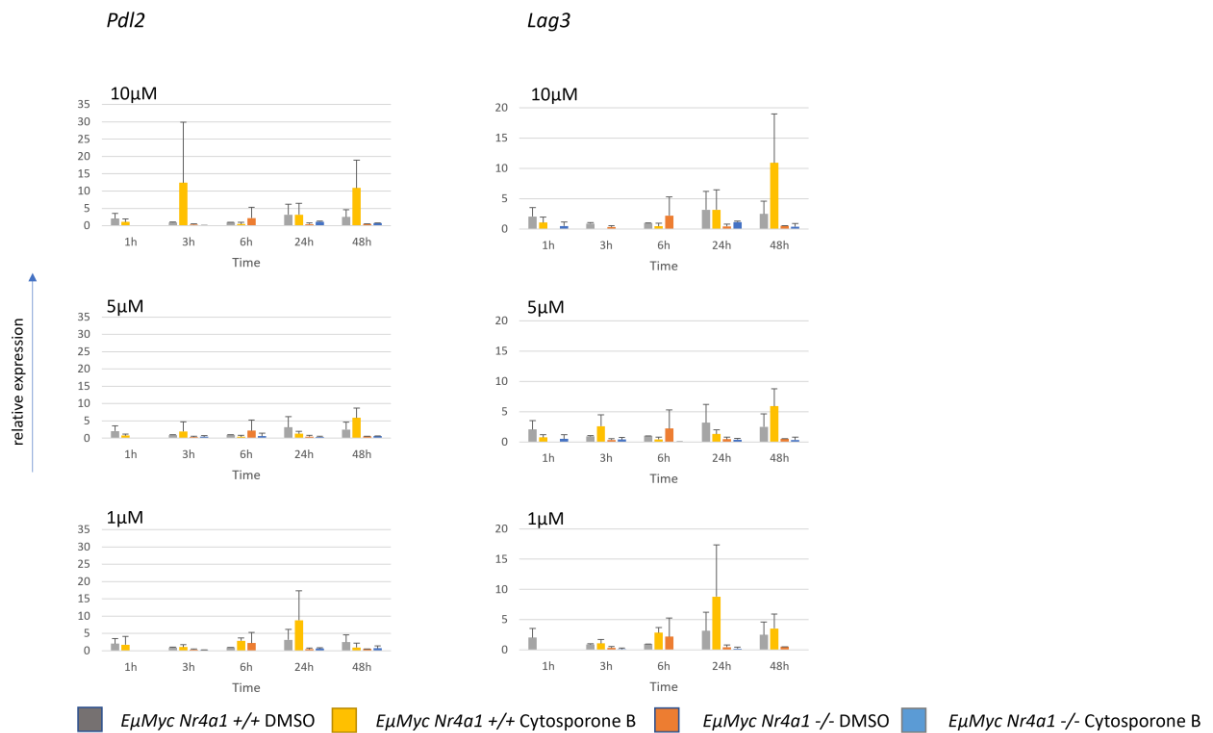 Pdl2
Lag3
relative expression
10µM
35
30
25
20
15
10
5
0
1h 3h 6h 24h 48h
Time
10µM
20
15
10
5
0
1h 3h 6h 24h 48h
Time
5µM
35
30
25
20
15
10
5
0
1h 3h 6h 24h 48h
Time
5µM
20
15
10
5
0
1h 3h 6h 24h 48h
Time
1µM
35
30
25
20
15
10
5
0
1h 3h 6h 24h 48h
Time
1µM
20
15
10
5
0
1h 3h 6h 24h 48h
Time
EµMyc Nr4a1 +/+ DMSO
EµMyc Nr4a1 +/+ Cytosporone B
EµMyc Nr4a1 -/- DMSO
EµMyc Nr4a1 -/- Cytosporone B